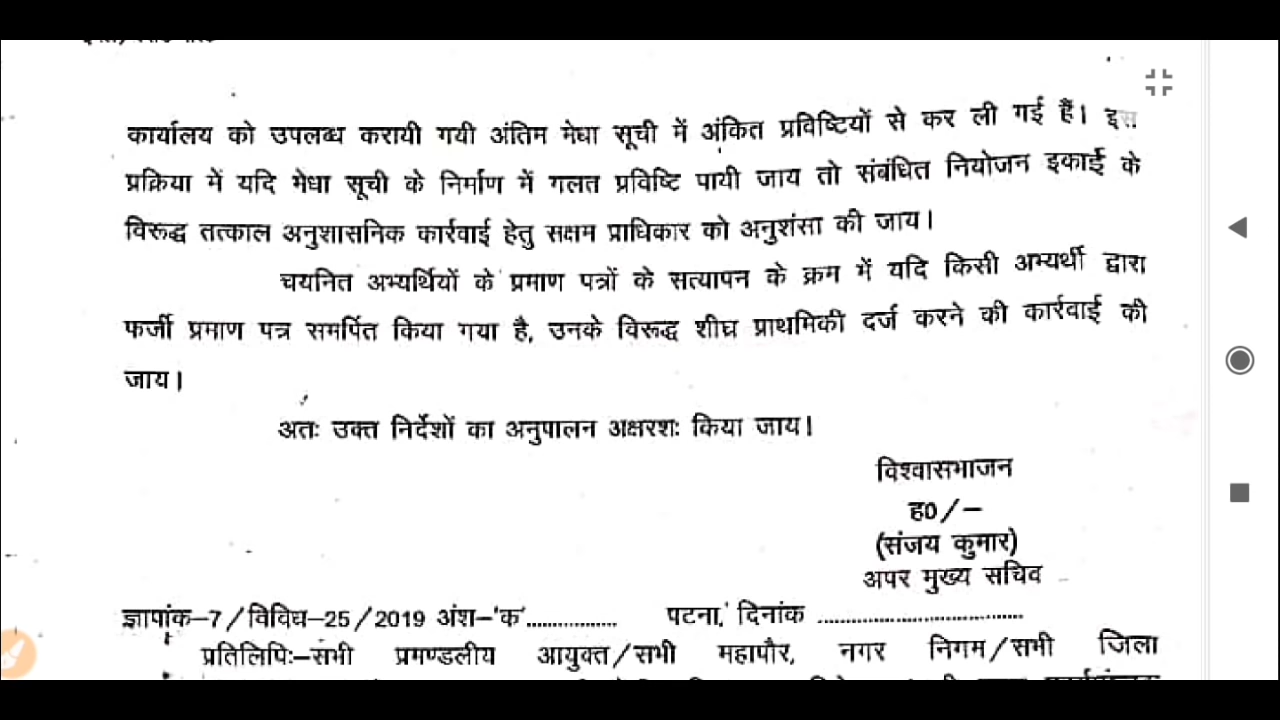 कार्यालय को उपलब्ध करायी गयी अंतिम मेधा सूची में अंकित प्रविष्टियों से कर ली गई हैं। इस
प्रक्रिया में यदि मेधा सूची के निर्माण में गलत प्रविष्टि पायी जाय तो संबंधित नियोजन इकाई के
विरूद्ध तत्काल अनुशासनिक कार्रवाई हेतु सक्षम प्राधिकार को अनुशंसा की जाय।
चयनित अभ्यर्थियों के प्रमाण पत्रों के सत्यापन के क्रम में यदि किसी अभ्यर्थी द्वारा
फर्जी प्रमाण पत्र समर्पित किया गया है, उनके विरूद्ध शीघ्र प्राथमिकी दर्ज करने की कार्रवाई की
जाय।
अतः उक्त निर्देशों का अनुपालन अक्षरशः किया जाय।
विश्वासभाजन
ह0/–
(संजय कुमार)
अपर मुख्य सचिव
ज्ञापांक–7/विविध–25/2019 अंश–'क'................ पटना, दिनांक ......................................
प्रतिलिपिः–सभी प्रमण्डलीय आयुक्त/सभी महापौर, नगर निगम/सभी जिला